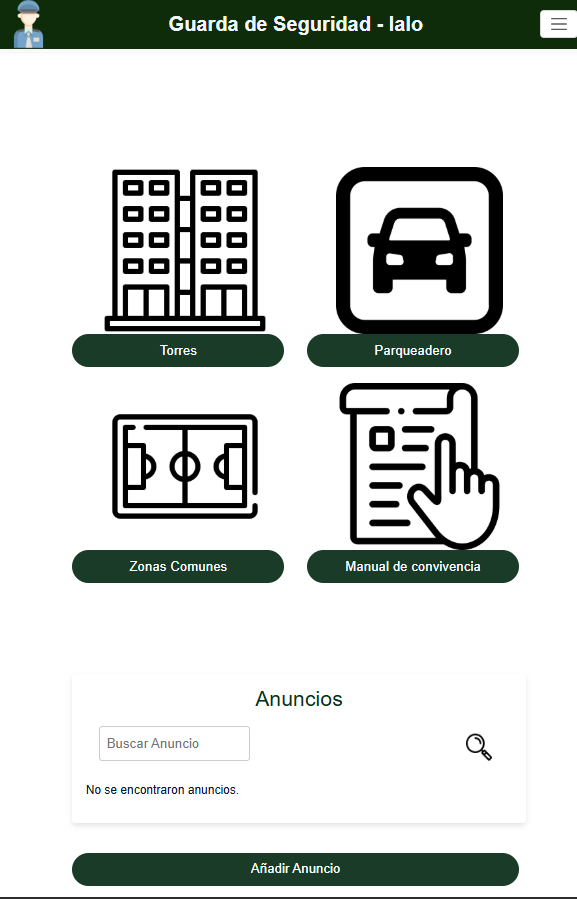 Guarda de Seguridad - lalo
Torres
Parqueadero
Zonas Comunes
Manual de convivencia
Anuncios
Buscar Anuncio
No se encontraron anuncios.
Añadir Anuncio